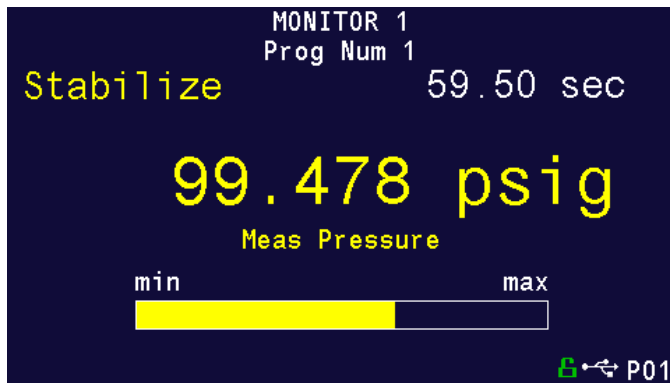 MONITOR 1
Prog Num 1
Stabilize 59.50 sec
99.478 psig
Meas Pressure
min max
P01